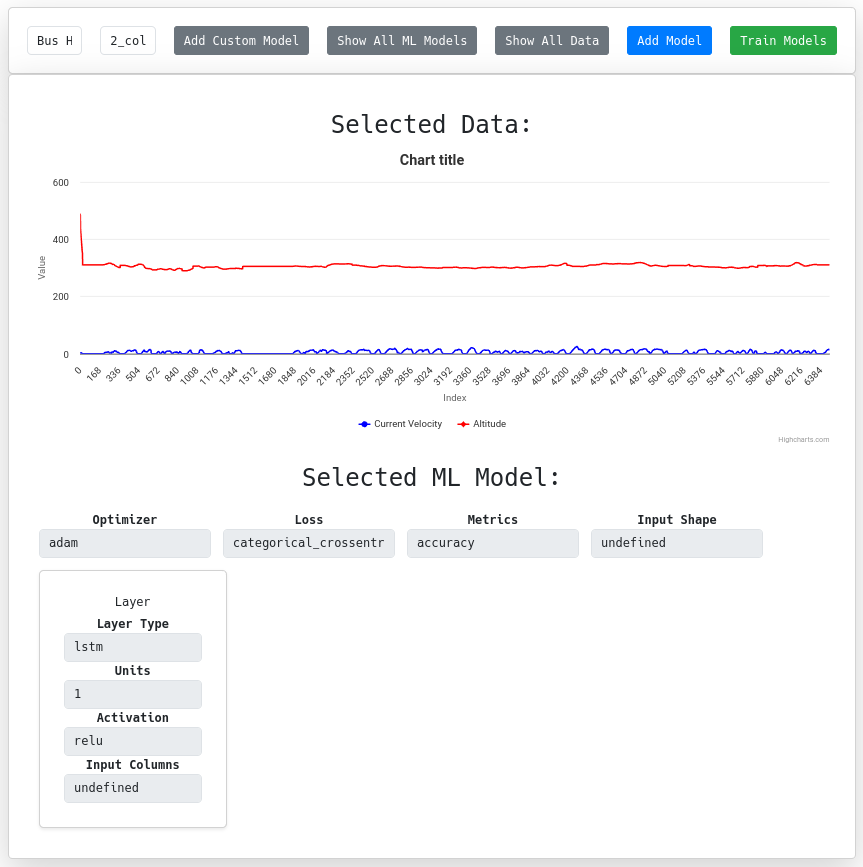 Bus H 2_col Add Custom Model Show All ML Models Show All Data Add Model Train Models
Selected Data:
Chart title
600
400
200
0
Value
0 168 336 504 672 840 1008 1176 1344 1512 1680 1848 2016 2184 2352 2520 2688 2856 3024 3192 3360 3528 3696 3864 4032 4200 4368 4536 4704 4872 5040 5208 5376 5544 5712 5880 6048 6216 6384
Index
Current Velocity Altitude
Highcharts.com
Selected ML Model:
Optimizer Loss Metrics Input Shape
adam categorical_crossentr accuracy undefined
Layer
Layer Type
lstm
Units
1
Activation
relu
Input Columns
undefined